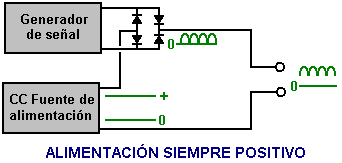 Generador
de señal
0
CC Fuente de
alimentación
+
0
0
ALIMENTACIÓN SIEMPRE POSITIVO